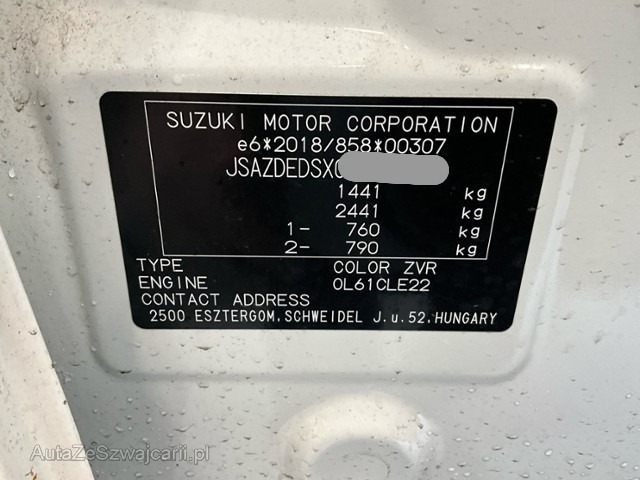 SUZUKI MOTOR CORPORATION
e6*2018/858*00307
JSAZDEDSX0
1441 kg
2441 kg
1- 760 kg
2- 790 kg
TYPE COLOR ZVR
ENGINE 0L61CLE22
CONTACT ADDRESS
2500 ESZTERGOM,SCHWEIDEL J.u.52.HUNGARY
AutaZeSzwajcarii.pl